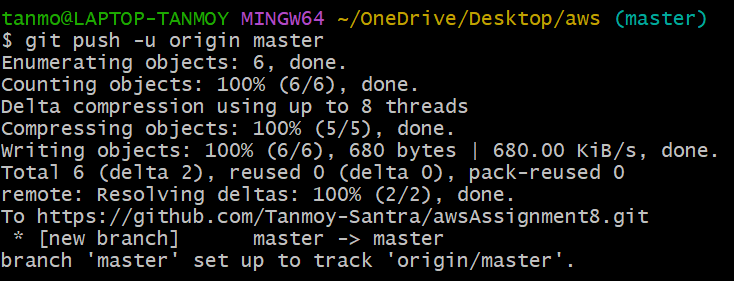 tanmo@LAPTOP-TANMOY MINGW64 ~/OneDrive/Desktop/aws (master)
$ git push -u origin master
Enumerating objects: 6, done.
Counting objects: 100% (6/6), done.
Delta compression using up to 8 threads
Compressing objects: 100% (5/5), done.
Writing objects: 100% (6/6), 680 bytes | 680.00 KiB/s, done.
Total 6 (delta 2), reused 0 (delta 0), pack-reused 0
remote: Resolving deltas: 100% (2/2), done.
To https://github.com/Tanmoy-Santra/awsAssignment8.git
 * [new branch]      master -> master
branch 'master' set up to track 'origin/master'.